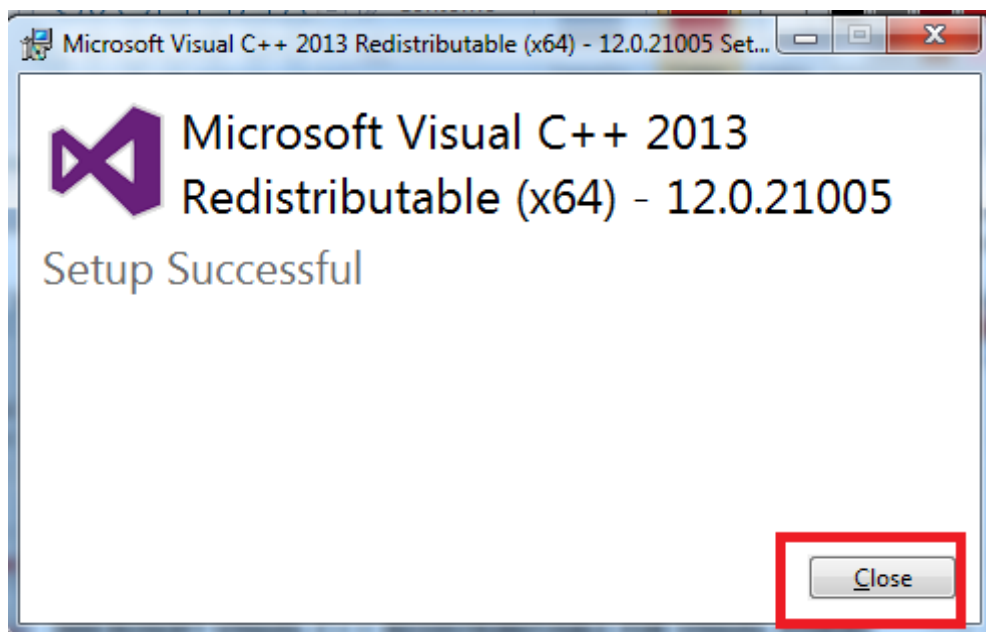 Microsoft Visual C++ 2013 Redistributable (x64) - 12.0.21005 Set...
Microsoft Visual C++ 2013
Redistributable (x64) - 12.0.21005
Setup Successful
Close